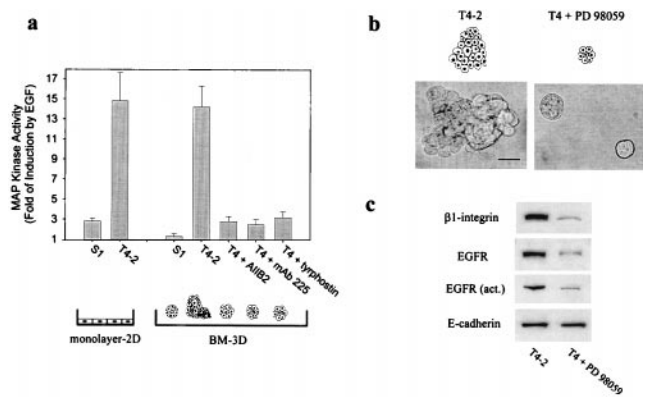 a
MAP Kinase Activity
(Fold of Induction by EGF)
17
15
13
11
9
7
5
3
1
S1
T4-2
S1
T4-2
T4 + AIIB2
T4 + mAb 225
T4 + tyrphostin
monolayer-2D
BM-3D
b
T4-2
T4 + PD 98059
c
β1-integrin
EGFR
EGFR (act.)
E-cadherin
T4-2
T4 + PD 98059